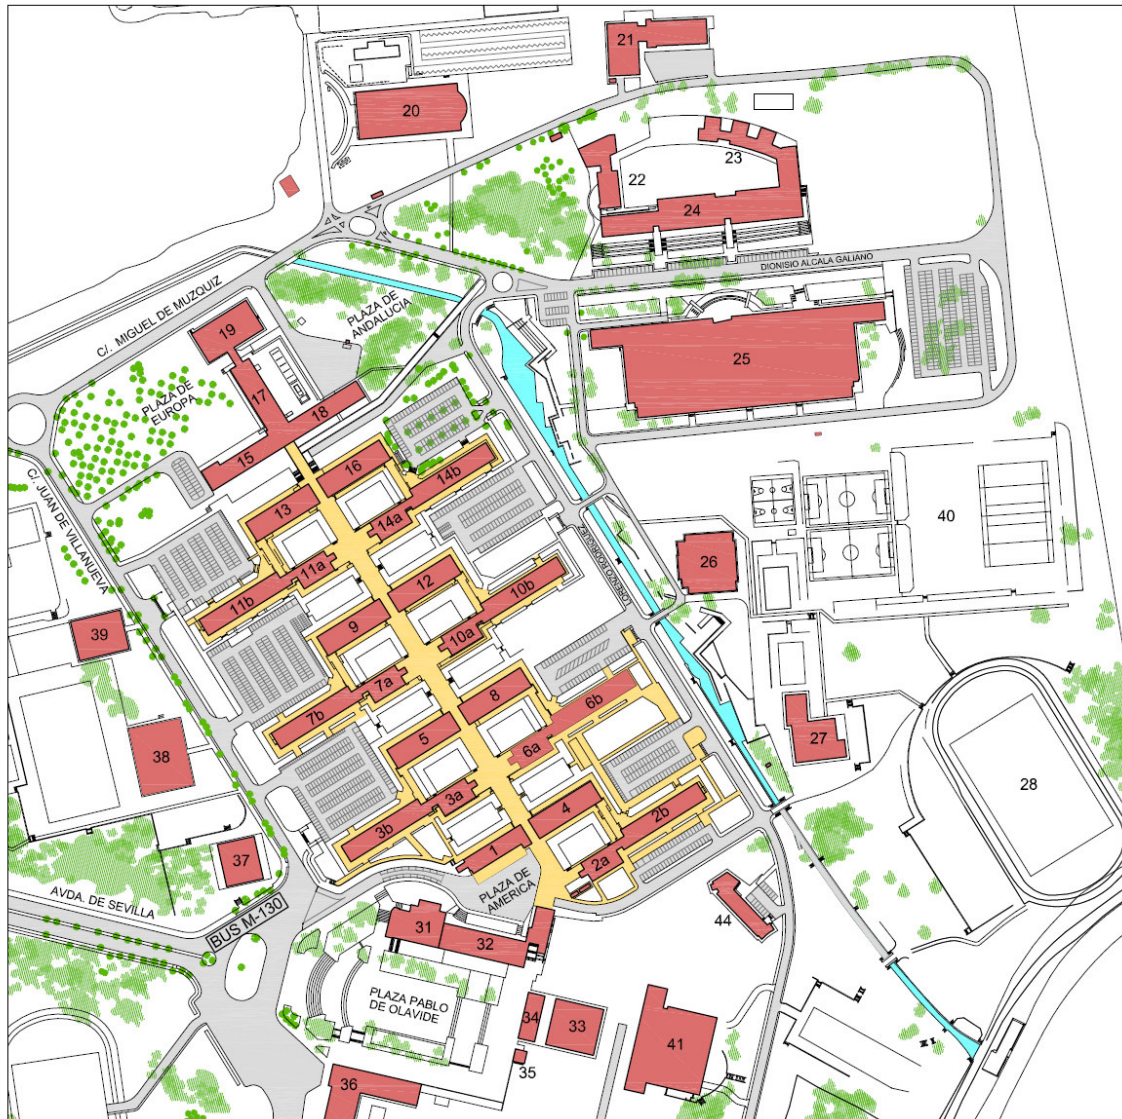 21
20
23
22
24
DIONISIO ALCALA GALIANO
C/. MIGUEL DE MUZQUIZ
PLAZA DE
ANDALUCIA
19
25
17
PLAZA DE
EUROPA
18
15
16
14b
13
14a
C/. JUAN DE VILLANUEVA
40
LORENZO RODRIGUEZ
26
11a
12
10b
11b
9
10a
39
7a
8
6b
7b
5
6a
27
38
28
3a
4
3b
2b
1
2a
37
PLAZA DE
AMERICA
AVDA. DE SEVILLA
BUS M-130
44
31
32
PLAZA PABLO
DE OLAVIDE
34
33
41
35
36